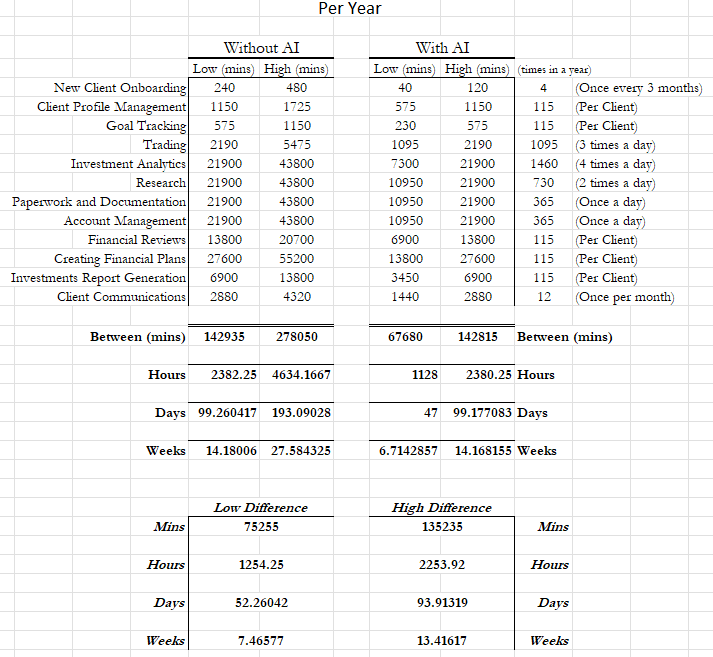 Per Year
Without AI With AI
Low (mins) High (mins) Low (mins) High (mins) (times in a year)
New Client Onboarding 240 480 40 120 4 (Once every 3 months)
Client Profile Management 1150 1725 575 1150 115 (Per Client)
Goal Tracking 575 1150 230 575 115 (Per Client)
Trading 2190 5475 1095 2190 1095 (3 times a day)
Investment Analytics 21900 43800 7300 21900 1460 (4 times a day)
Research 21900 43800 10950 21900 730 (2 times a day)
Paperwork and Documentation 21900 43800 10950 21900 365 (Once a day)
Account Management 21900 43800 10950 21900 365 (Once a day)
Financial Reviews 13800 20700 6900 13800 115 (Per Client)
Creating Financial Plans 27600 55200 13800 27600 115 (Per Client)
Investments Report Generation 6900 13800 3450 6900 115 (Per Client)
Client Communications 2880 4320 1440 2880 12 (Once per month)
Between (mins) 142935 278050 67680 142815 Between (mins)
Hours 2382.25 4634.1667 1128 2380.25 Hours
Days 99.260417 193.09028 47 99.177083 Days
Weeks 14.18006 27.584325 6.7142857 14.168155 Weeks
Low Difference High Difference
Mins 75255 135235 Mins
Hours 1254.25 2253.92 Hours
Days 52.26042 93.91319 Days
Weeks 7.46577 13.41617 Weeks